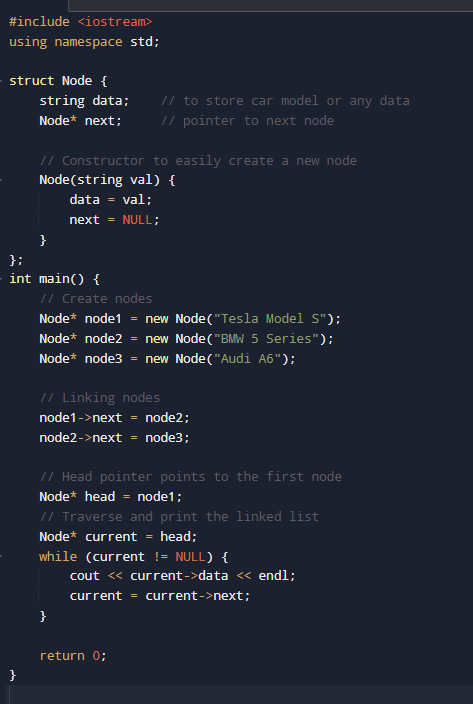 #include <iostream>
using namespace std;

struct Node {
    string data;    // to store car model or any data
    Node* next;     // pointer to next node

    // Constructor to easily create a new node
    Node(string val) {
        data = val;
        next = NULL;
    }
};
int main() {
    // Create nodes
    Node* node1 = new Node("Tesla Model S");
    Node* node2 = new Node("BMW 5 Series");
    Node* node3 = new Node("Audi A6");

    // Linking nodes
    node1->next = node2;
    node2->next = node3;

    // Head pointer points to the first node
    Node* head = node1;
    // Traverse and print the linked list
    Node* current = head;
    while (current != NULL) {
        cout << current->data << endl;
        current = current->next;
    }

    return 0;
}